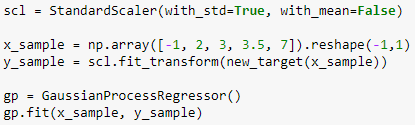 scl = StandardScaler(with_std=True, with_mean=False)
x_sample = np.array([-1, 2, 3, 3.5, 7]).reshape(-1,1)
y_sample = scl.fit_transform(new_target(x_sample))
gp = GaussianProcessRegressor()
gp.fit(x_sample, y_sample)